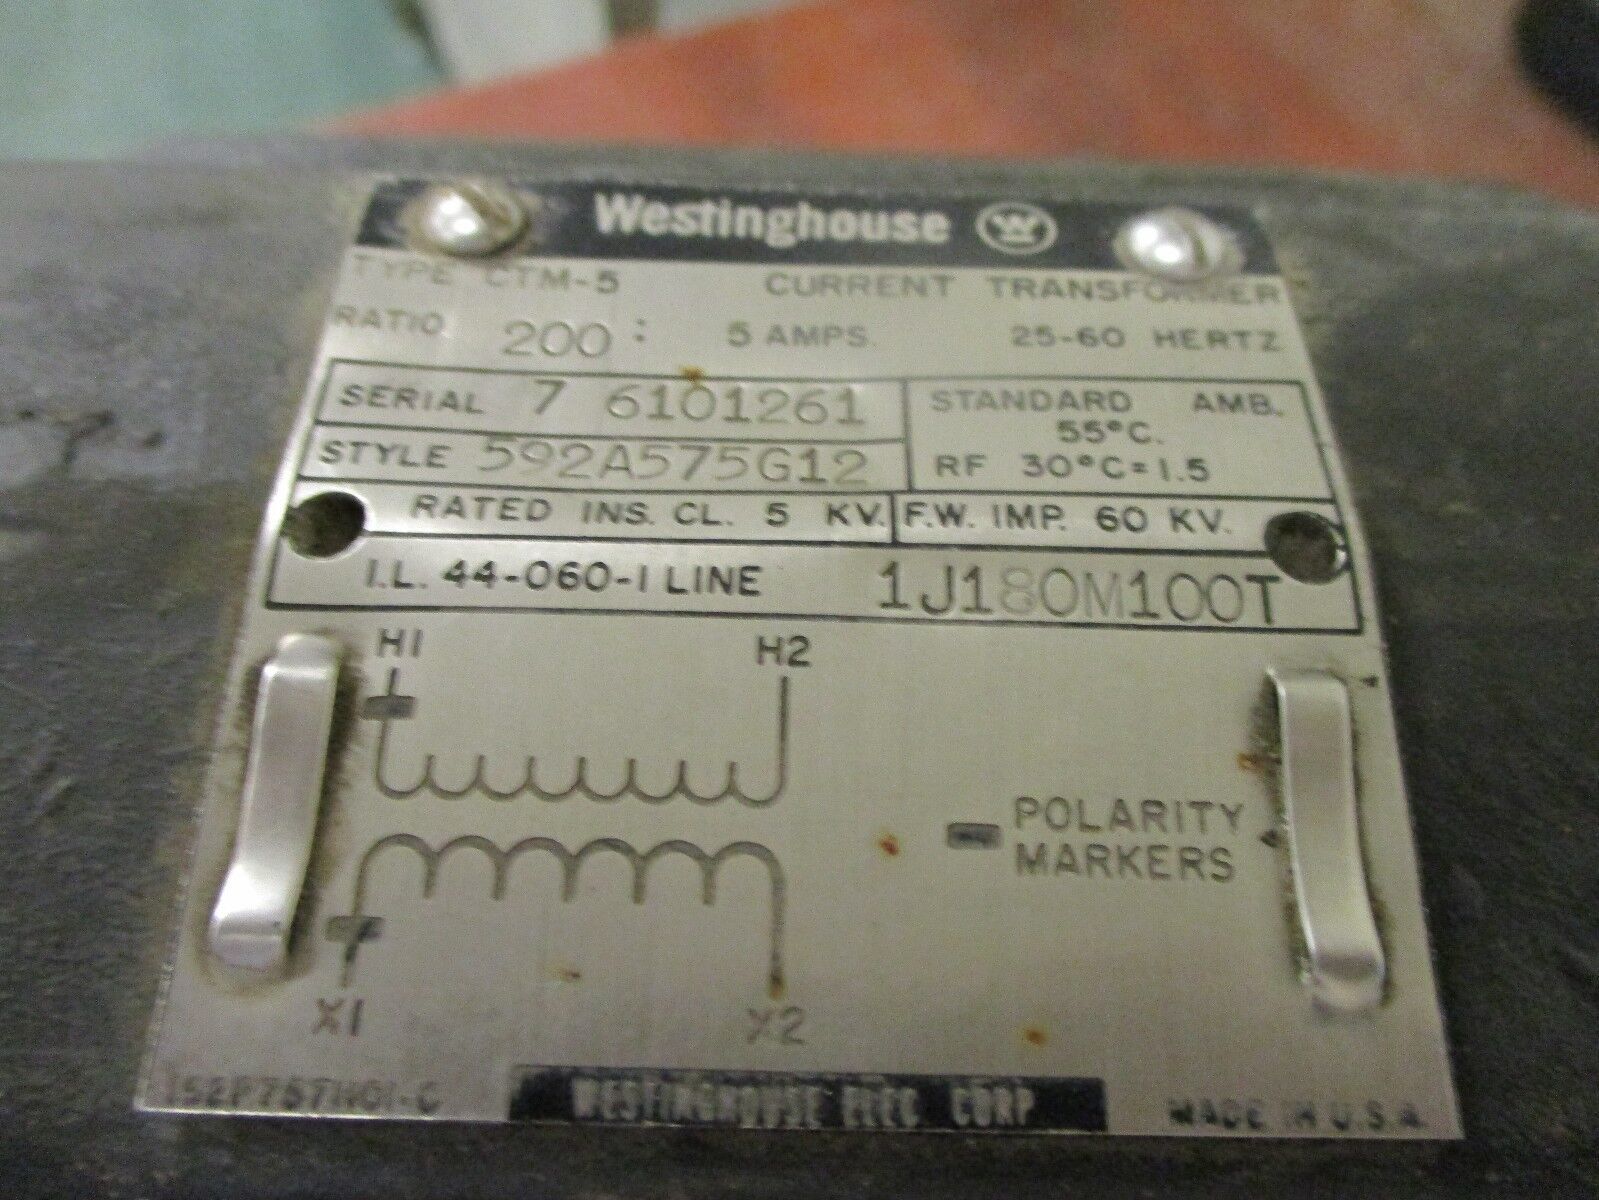 Westinghouse W
TYPE CTM-5 CURRENT TRANSFORMER
RATIO 200 : 5 AMPS. 25-60 HERTZ
SERIAL 7 6101261
STYLE 592A575G12
STANDARD AMB.
55°C.
RF 30°C=1.5
RATED INS. CL. 5 KV. F.W. IMP. 60 KV.
I.L. 44-060-1 LINE 1J180M100T
H1 H2
POLARITY
MARKERS
X1 X2
152P757H01-C WESTINGHOUSE ELEC CORP MADE IN U.S.A.